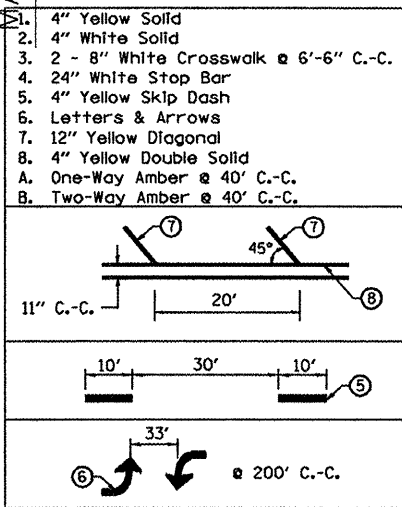 1. 4" Yellow Solid
2. 4" White Solid
3. 2 - 8" White Crosswalk @ 6'-6" C.-C.
4. 24" White Stop Bar
5. 4" Yellow Skip Dash
6. Letters & Arrows
7. 12" Yellow Diagonal
8. 4" Yellow Double Solid
A. One-Way Amber @ 40' C.-C.
B. Two-Way Amber @ 40' C.-C.
7 7
45°
11" C.-C. 20' 8
10' 30' 10'
5
33'
6 @ 200' C.-C.